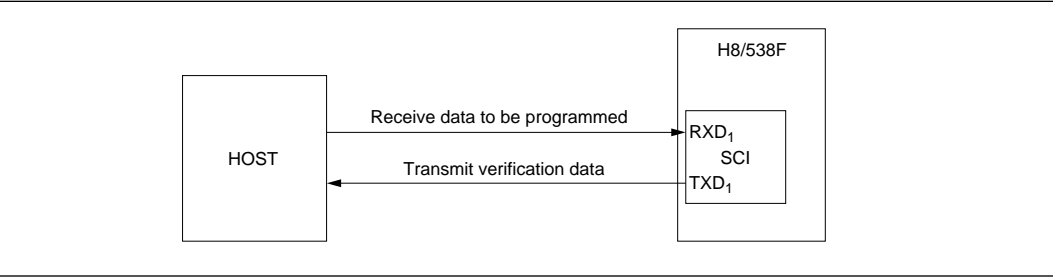 H8/538F
Receive data to be programmed
RXD₁
HOST
SCI
Transmit verification data
TXD₁